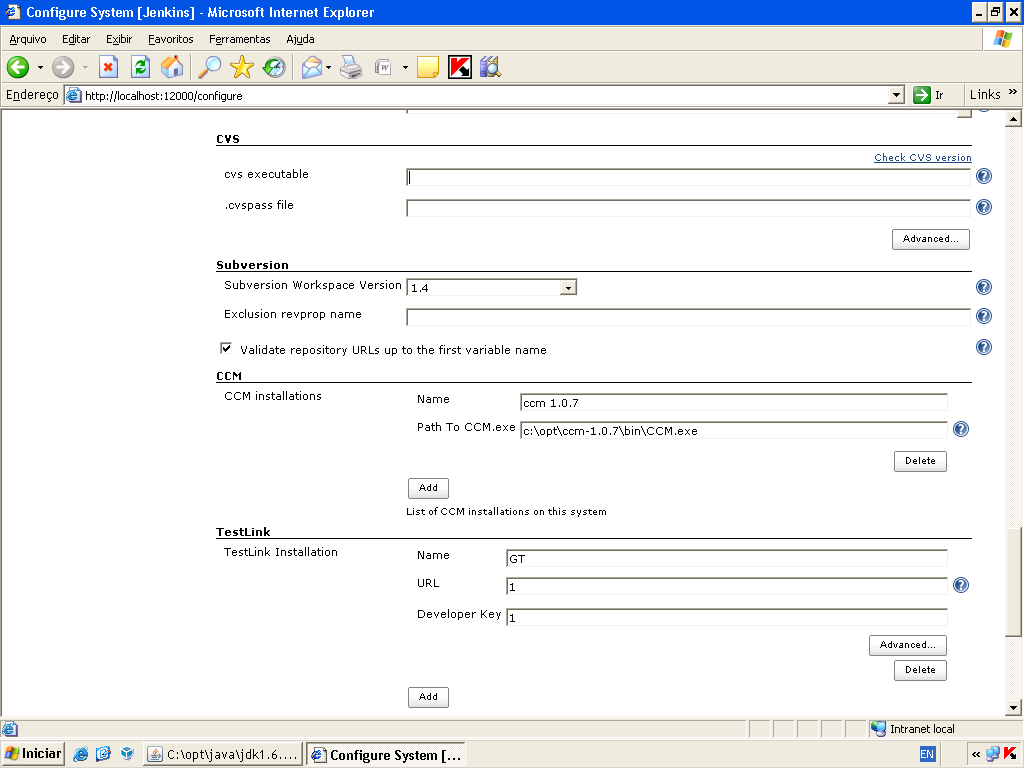 Configure System [Jenkins] - Microsoft Internet Explorer
Arquivo Editar Exibir Favoritos Ferramentas Ajuda
Endereço http://localhost:12000/configure Ir Links »
CVS
Check CVS version
cvs executable
.cvspass file
Advanced...
Subversion
Subversion Workspace Version 1.4
Exclusion revprop name
Validate repository URLs up to the first variable name
CCM
CCM installations
Name ccm 1.0.7
Path To CCM.exe c:\opt\ccm-1.0.7\bin\CCM.exe
Delete
Add
List of CCM installations on this system
TestLink
TestLink Installation
Name GT
URL 1
Developer Key 1
Advanced...
Delete
Add
Intranet local
Iniciar C:\opt\java\jdk1.6.... Configure System [... EN «